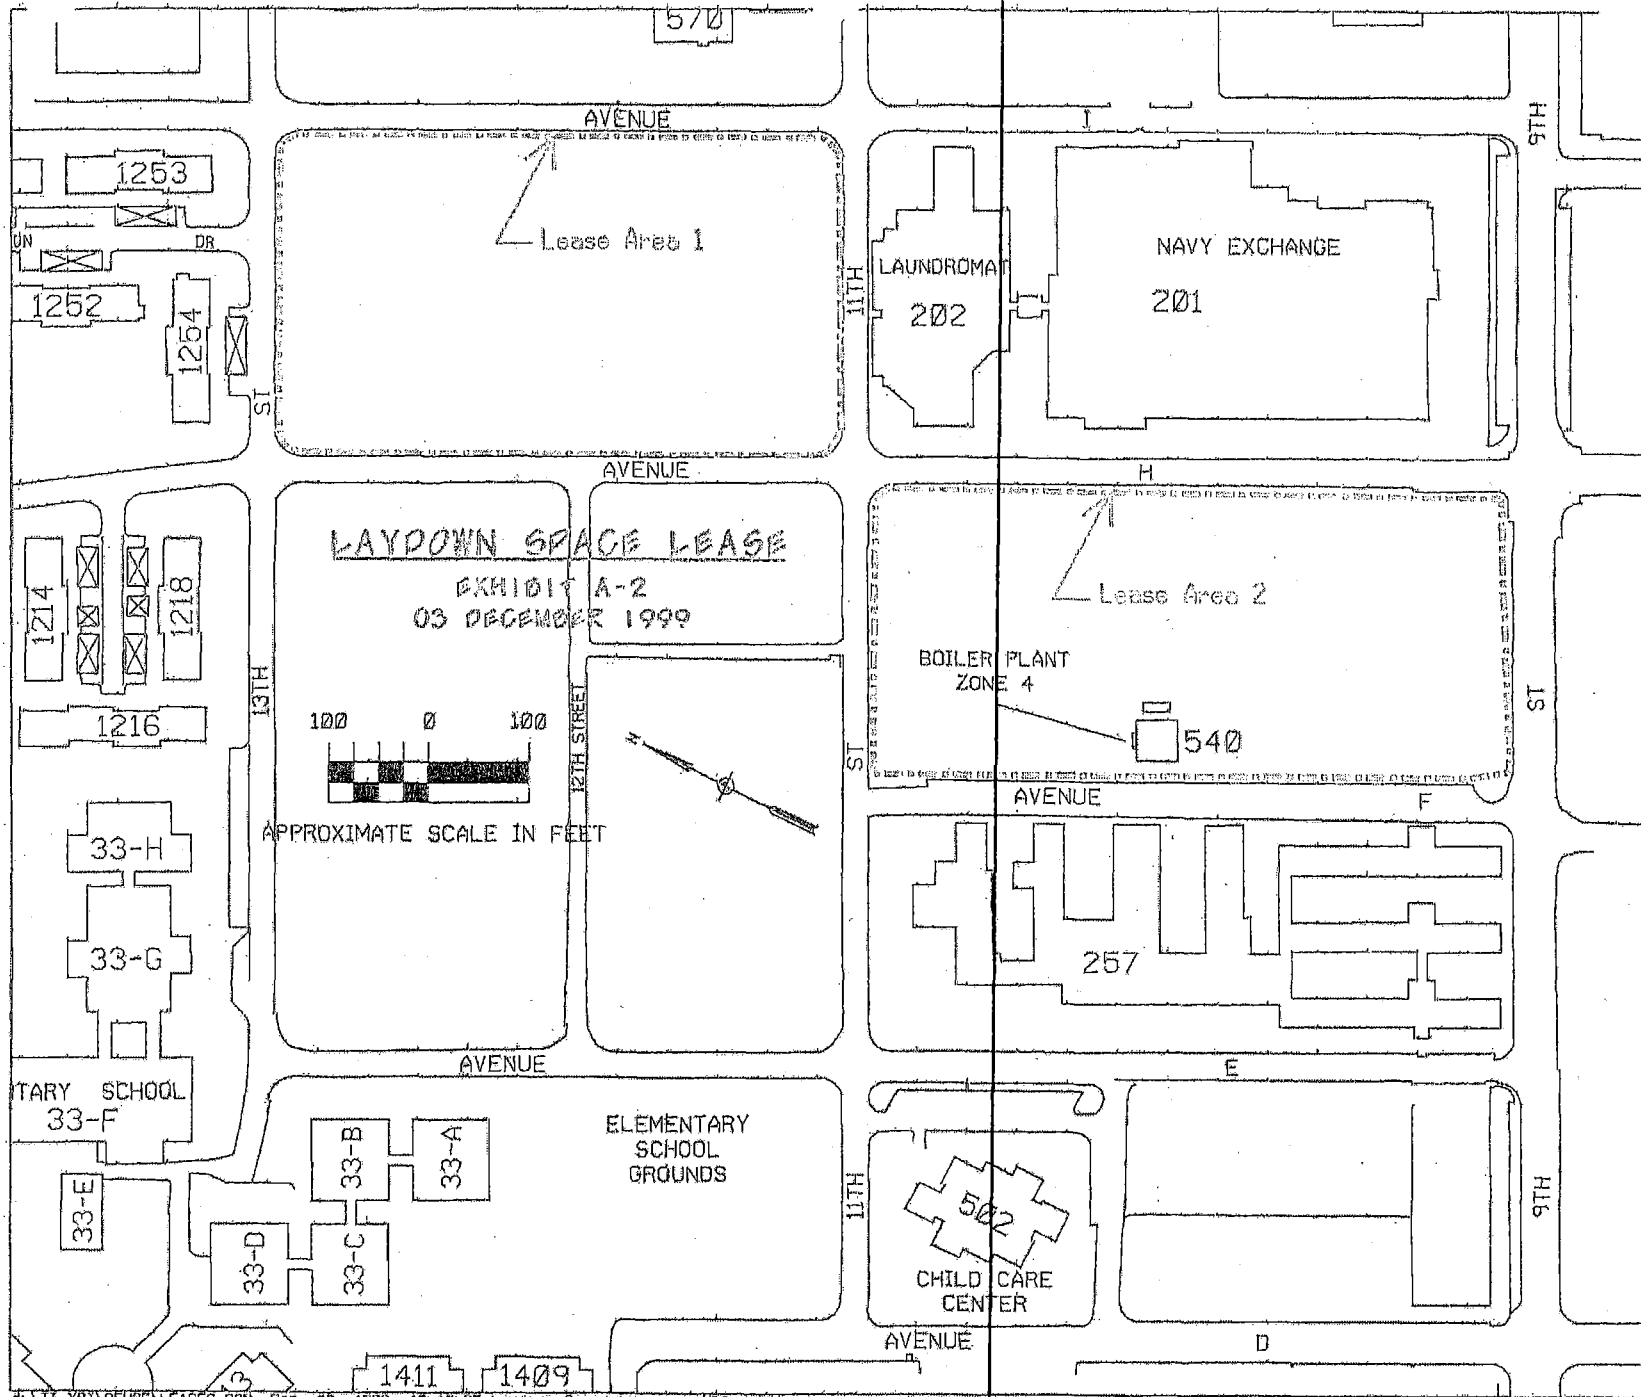 570
AVENUE
I
9TH
1253
UN
DR
Lease Area 1
NAVY EXCHANGE
LAUNDROMAT
11TH
1252
201
202
1254
ST
AVENUE
H
LAYDOWN SPACE LEASE
EXHIBIT A-2
03 DECEMBER 1999
Lease Area 2
1214
1218
BOILER PLANT
ZONE 4
13TH
12TH STREET
ST
1216
100 0 100
N
540
ST
AVENUE
F
APPROXIMATE SCALE IN FEET
33-H
33-G
257
AVENUE
E
TARY SCHOOL
33-F
33-B
33-A
ELEMENTARY
SCHOOL
GROUNDS
33-E
11TH
502
9TH
33-D
33-C
CHILD CARE
CENTER
AVENUE
D
1411
1409